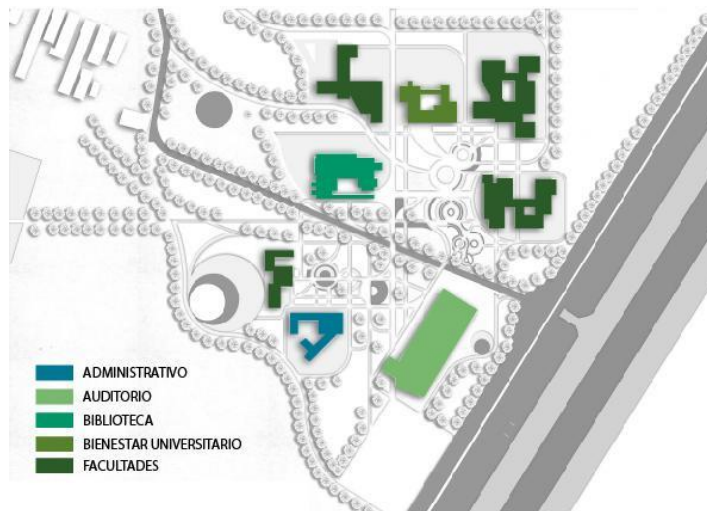 ADMINISTRATIVO
AUDITORIO
BIBLIOTECA
BIENESTAR UNIVERSITARIO
FACULTADES